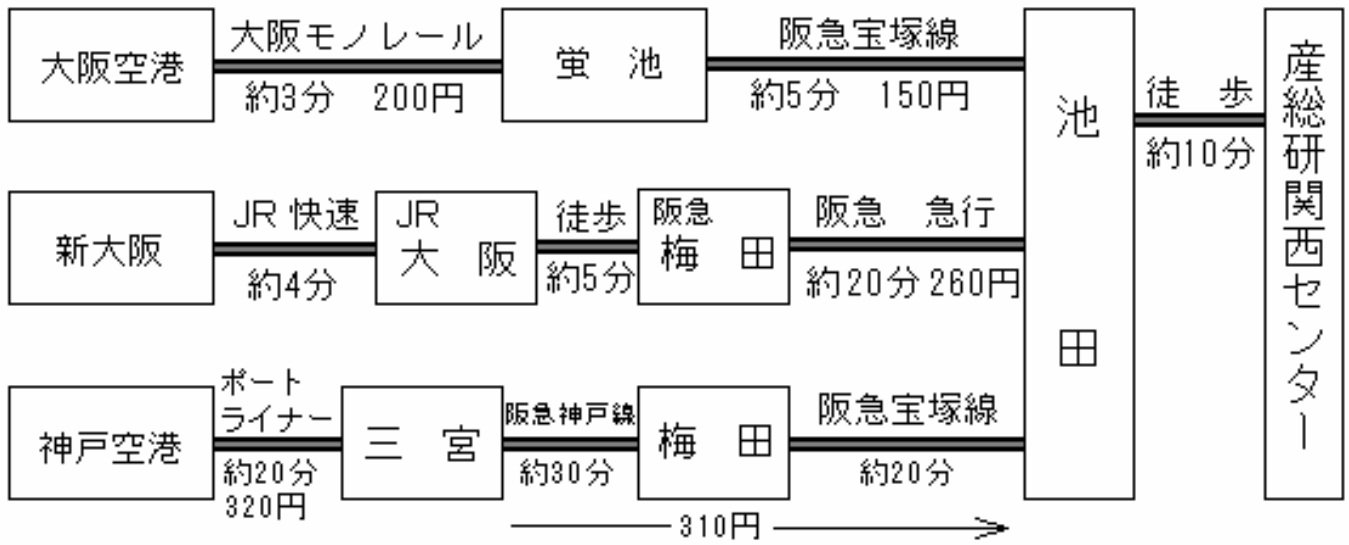 大阪空港
大阪モノレール
約3分 200円
蛍 池
阪急宝塚線
約5分 150円
池 田
徒 歩
約10分
産総研関西センター
新大阪
JR 快速
約4分
JR
大 阪
徒歩
約5分
阪急
梅 田
阪急 急行
約20分 260円
神戸空港
ポート
ライナー
約20分
320円
三 宮
阪急神戸線
約30分
梅 田
阪急宝塚線
約20分
310円